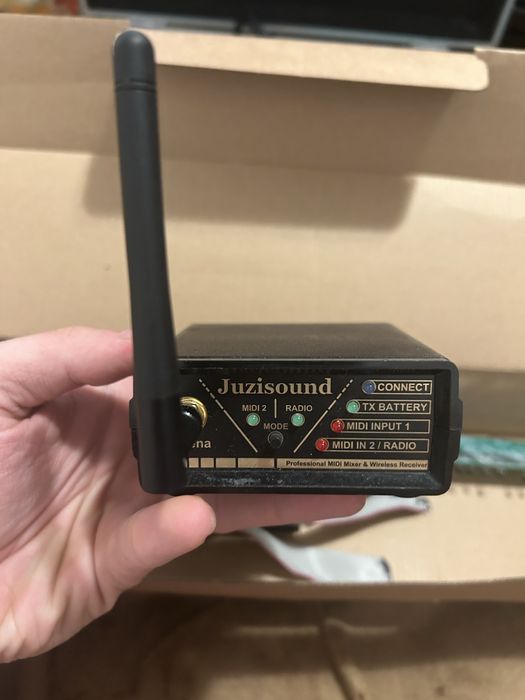 Juzisound
MIDI 2 | RADIO
MODE
CONNECT
TX BATTERY
MIDI INPUT 1
MIDI IN 2 / RADIO
Professional MIDI Mixer & Wireless Receiver